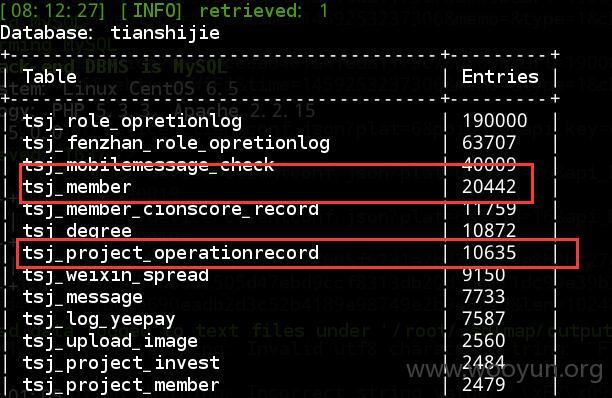 [08:12:27] [INFO] retrieved: 1
Database: tianshijie
Table Entries
tsj_role_opretionlog 190000
tsj_fenzhan_role_opretionlog 63707
tsj_mobilemessage_check 40009
tsj_member 20442
tsj_member_cionscore_record 11759
tsj_degree 10872
tsj_project_operationrecord 10635
tsj_weixin_spread 9150
tsj_message 7733
tsj_log_yeepay 7587
tsj_upload_image 2560
tsj_project_invest 2484
tsj_project_member 2479
www.wooyun.org